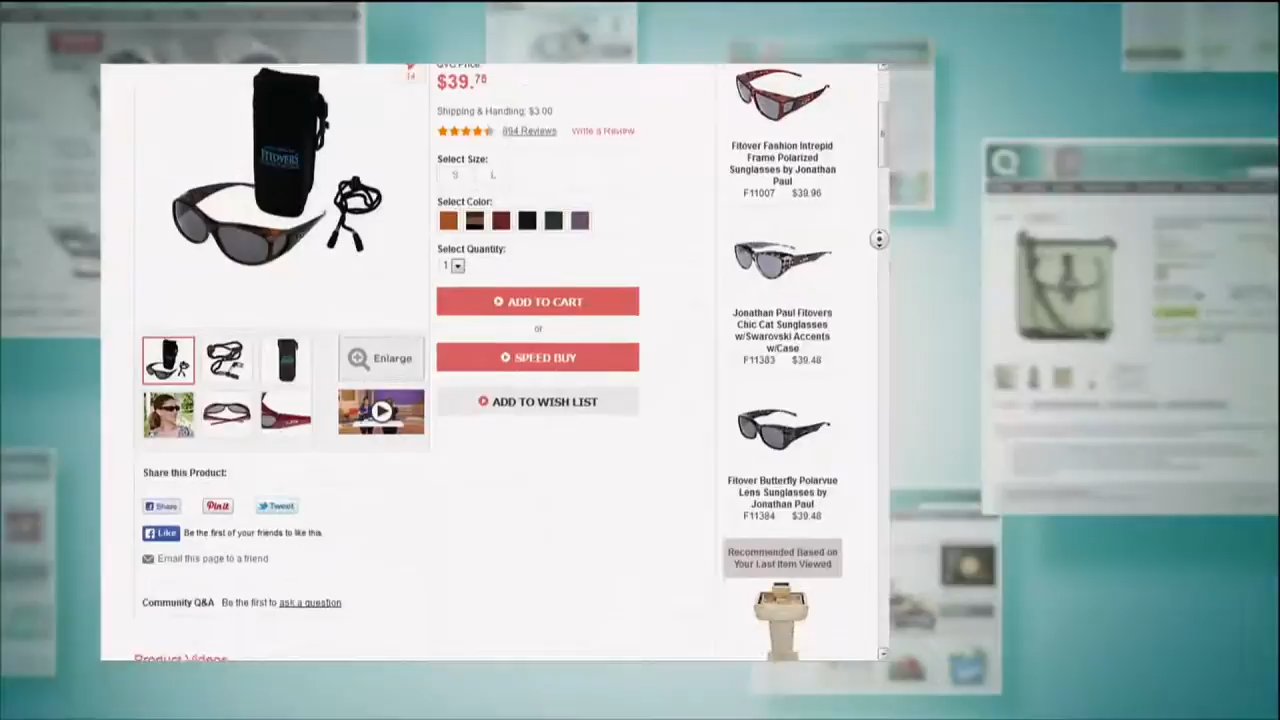 14
QVC Price:
$39.76
Shipping & Handling: $3.00
894 Reviews
Write a Review
Select Size:
S L
Select Color:
Select Quantity:
1
ADD TO CART
or
SPEED BUY
ADD TO WISH LIST
FITOVERS
Enlarge
Share this Product:
Share
Pin it
Tweet
Like Be the first of your friends to like this.
Email this page to a friend
Community Q&A Be the first to ask a question
Product Videos
Fitover Fashion Intrepid
Frame Polarized
Sunglasses by Jonathan
Paul
F11007 $39.96
Jonathan Paul Fitovers
Chic Cat Sunglasses
w/Swarovski Accents
w/Case
F11383 $39.48
Fitover Butterfly Polarvue
Lens Sunglasses by
Jonathan Paul
F11384 $39.48
Recommended Based on
Your Last Item Viewed